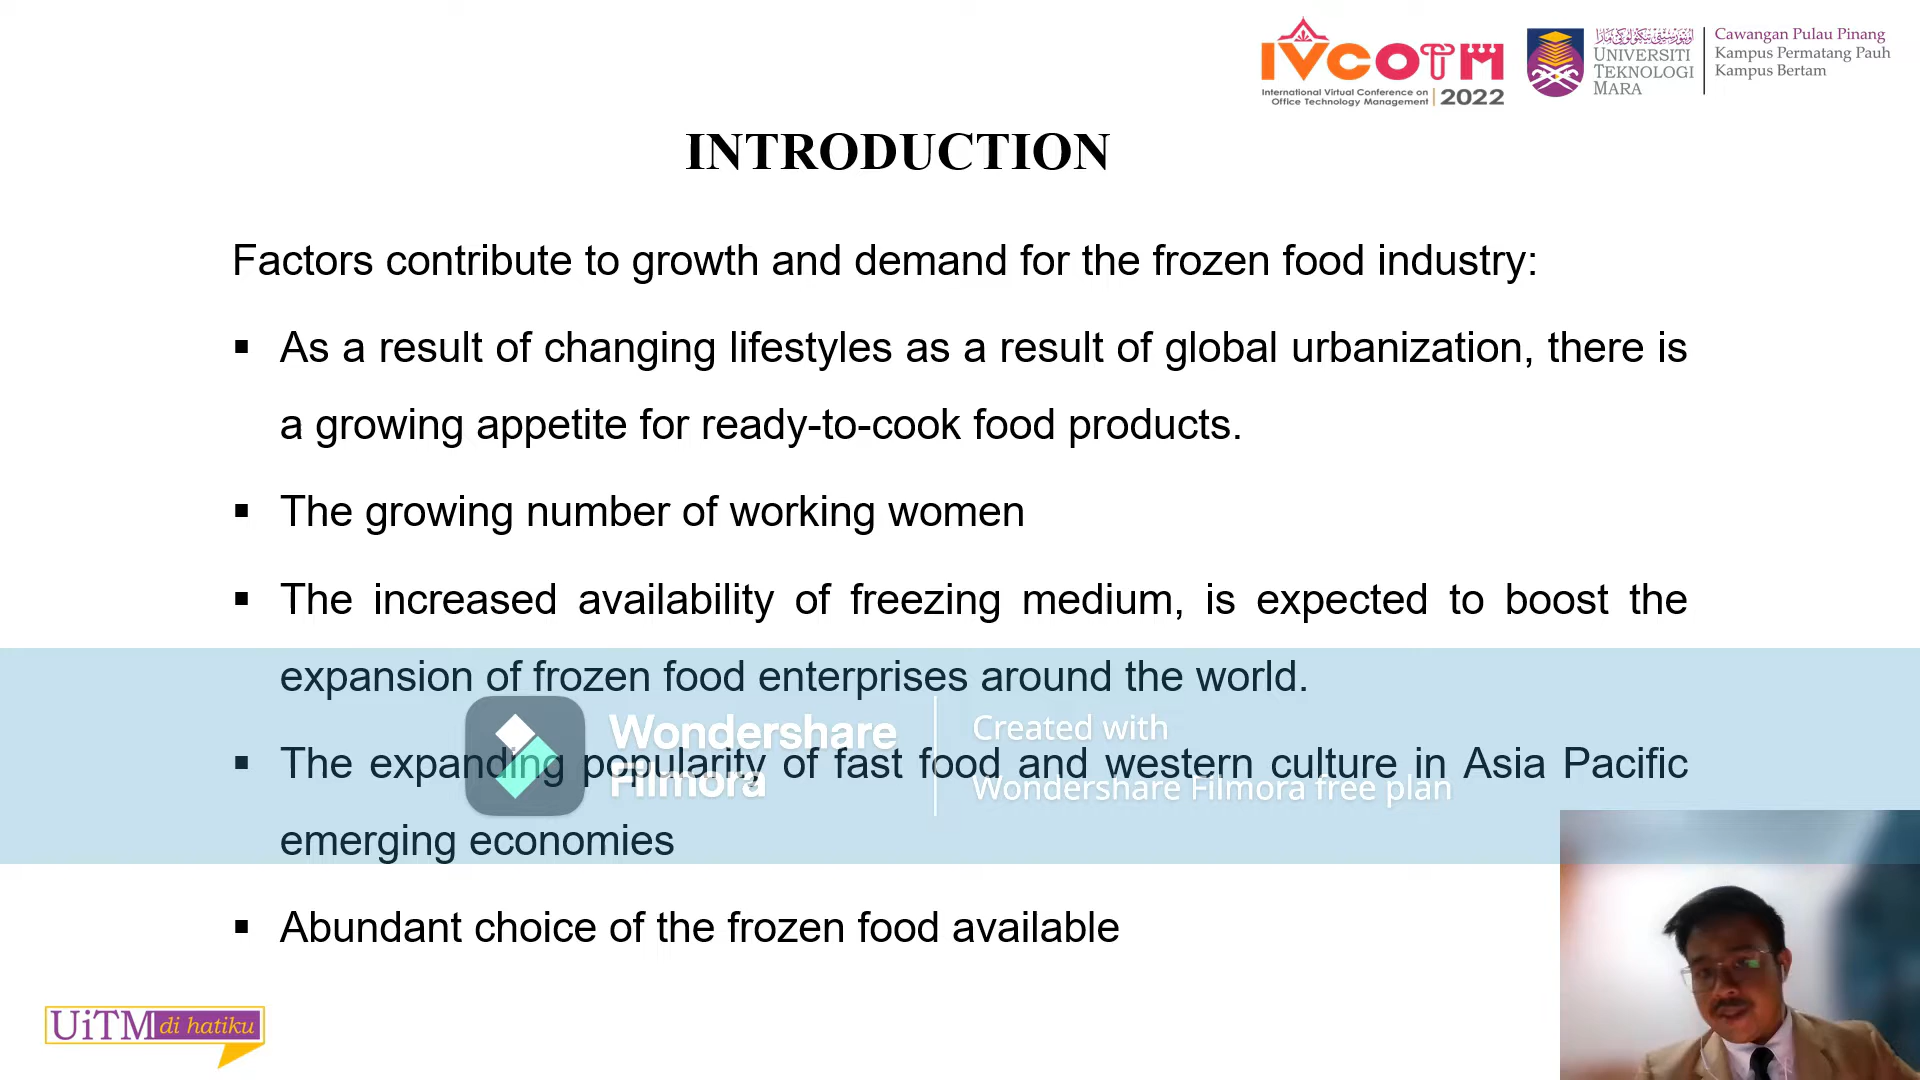 IVCOTM
International Virtual Conference on
Office Technology Management | 2022
UNIVERSITI
TEKNOLOGI
MARA
Cawangan Pulau Pinang
Kampus Permatang Pauh
Kampus Bertam
INTRODUCTION
Factors contribute to growth and demand for the frozen food industry:
▪ As a result of changing lifestyles as a result of global urbanization, there is
a growing appetite for ready-to-cook food products.
▪ The growing number of working women
▪ The increased availability of freezing medium, is expected to boost the
expansion of frozen food enterprises around the world.
▪ The expanding popularity of fast food and western culture in Asia Pacific
emerging economies
▪ Abundant choice of the frozen food available
Wondershare
Filmora
Created with
Wondershare Filmora free plan
UiTM di hatiku